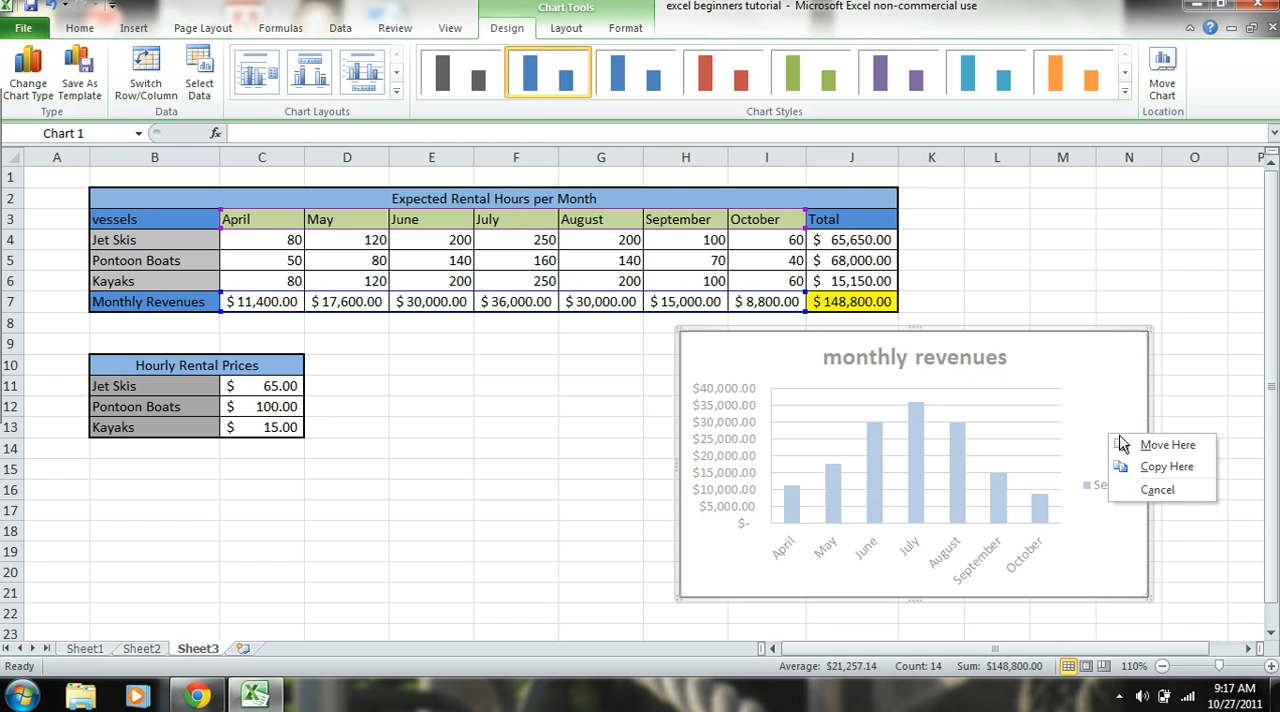 Chart Tools
excel beginners tutorial - Microsoft Excel non-commercial use
File Home Insert Page Layout Formulas Data Review View Design Layout Format
Change Chart Type
Save As Template
Switch Row/Column
Select Data
Move Chart
Type Data Chart Layouts Chart Styles Location
Chart 1 fx
A B C D E F G H I J K L M N O P
1
2 Expected Rental Hours per Month
3 vessels April May June July August September October Total
4 Jet Skis 80 120 200 250 200 100 60 $ 65,650.00
5 Pontoon Boats 50 80 140 160 140 70 40 $ 68,000.00
6 Kayaks 80 120 200 250 200 100 60 $ 15,150.00
7 Monthly Revenues $ 11,400.00 $ 17,600.00 $ 30,000.00 $ 36,000.00 $ 30,000.00 $ 15,000.00 $ 8,800.00 $ 148,800.00
8
9
10 Hourly Rental Prices
11 Jet Skis $ 65.00
12 Pontoon Boats $ 100.00
13 Kayaks $ 15.00
14
15
16
17
18
19
20
21
22
23
monthly revenues
$40,000.00
$35,000.00
$30,000.00
$25,000.00
$20,000.00
$15,000.00
$10,000.00
$5,000.00
$-
April May June July August September October
Se
Move Here
Copy Here
Cancel
Sheet1 Sheet2 Sheet3
Ready Average: $21,257.14 Count: 14 Sum: $148,800.00 110%
9:17 AM
10/27/2011